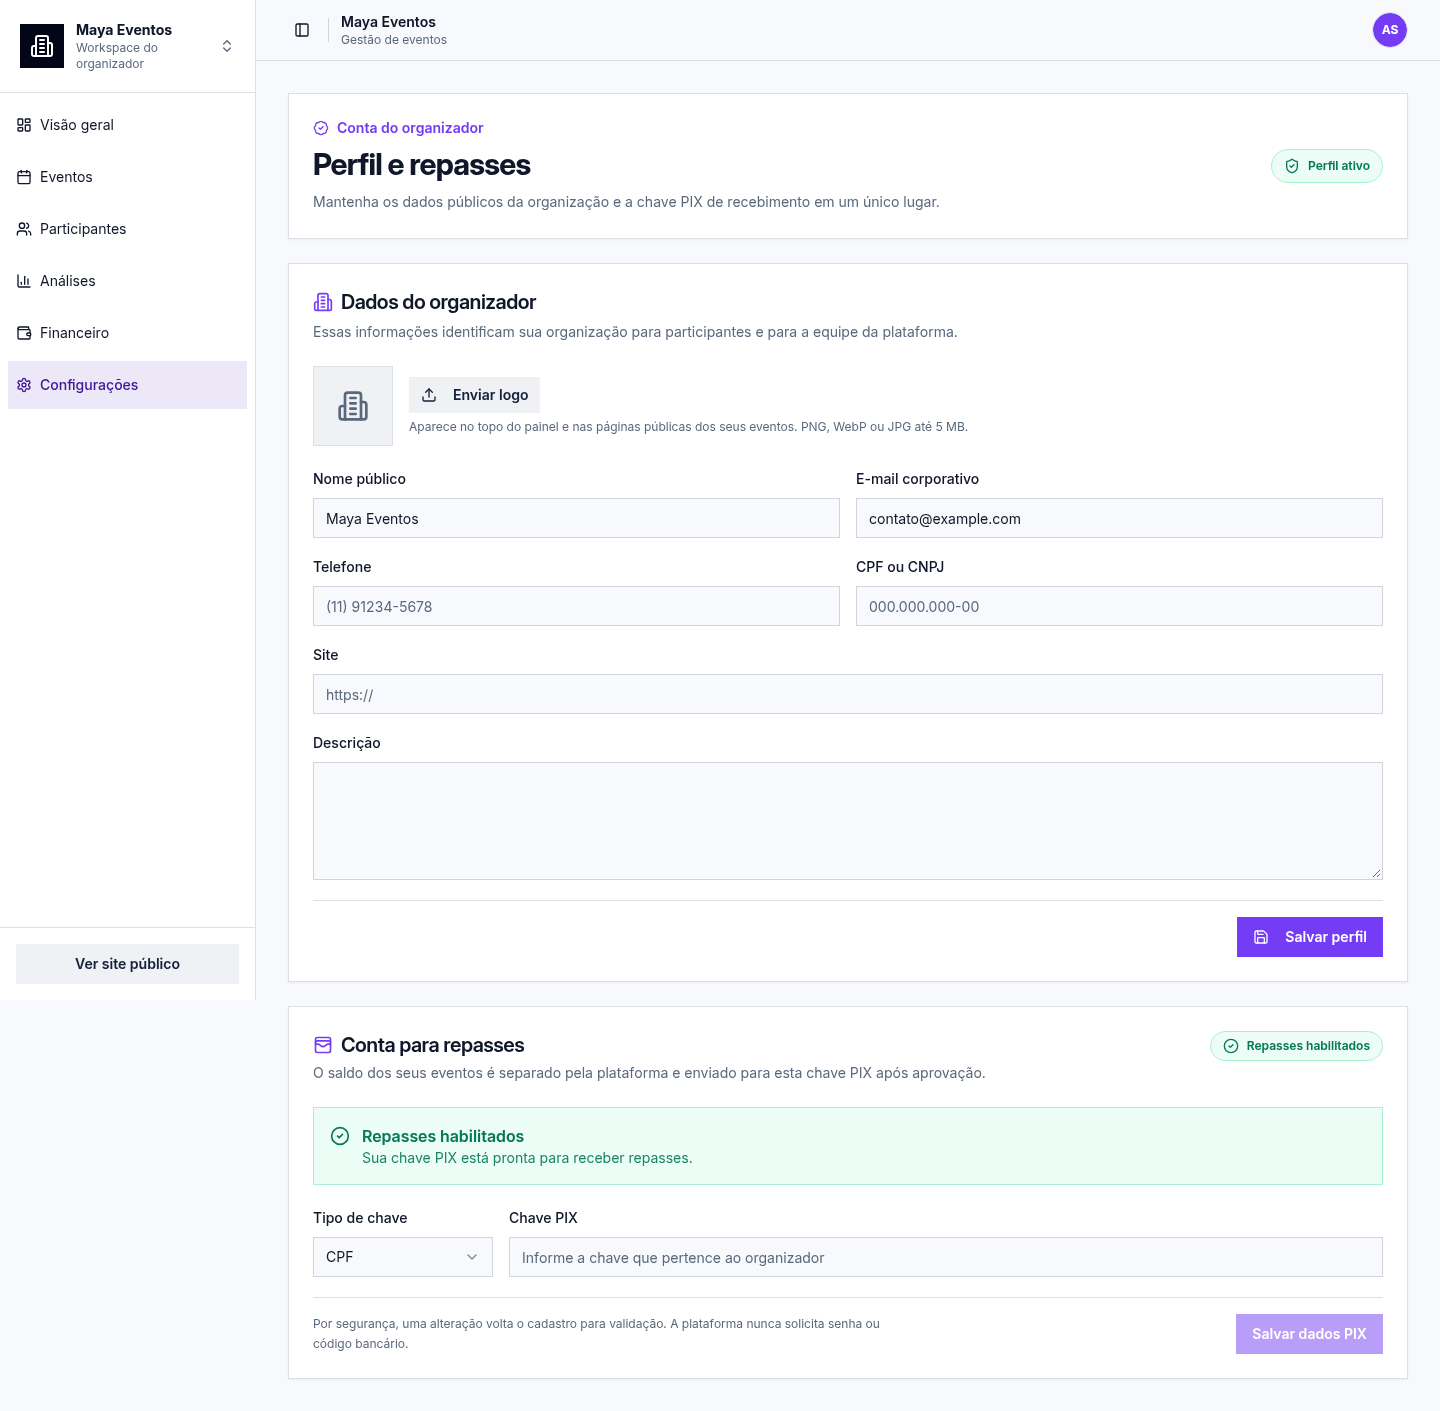 Maya Eventos
Workspace do
organizador
Visão geral
Eventos
Participantes
Análises
Financeiro
Configurações
Ver site público
Maya Eventos
Gestão de eventos
AS
Conta do organizador
Perfil e repasses
Mantenha os dados públicos da organização e a chave PIX de recebimento em um único lugar.
Perfil ativo
Dados do organizador
Essas informações identificam sua organização para participantes e para a equipe da plataforma.
Enviar logo
Aparece no topo do painel e nas páginas públicas dos seus eventos. PNG, WebP ou JPG até 5 MB.
Nome público
E-mail corporativo
Maya Eventos
contato@example.com
Telefone
CPF ou CNPJ
(11) 91234-5678
000.000.000-00
Site
https://
Descrição
Salvar perfil
Conta para repasses
Repasses habilitados
O saldo dos seus eventos é separado pela plataforma e enviado para esta chave PIX após aprovação.
Repasses habilitados
Sua chave PIX está pronta para receber repasses.
Tipo de chave
Chave PIX
CPF
Informe a chave que pertence ao organizador
Por segurança, uma alteração volta o cadastro para validação. A plataforma nunca solicita senha ou
código bancário.
Salvar dados PIX